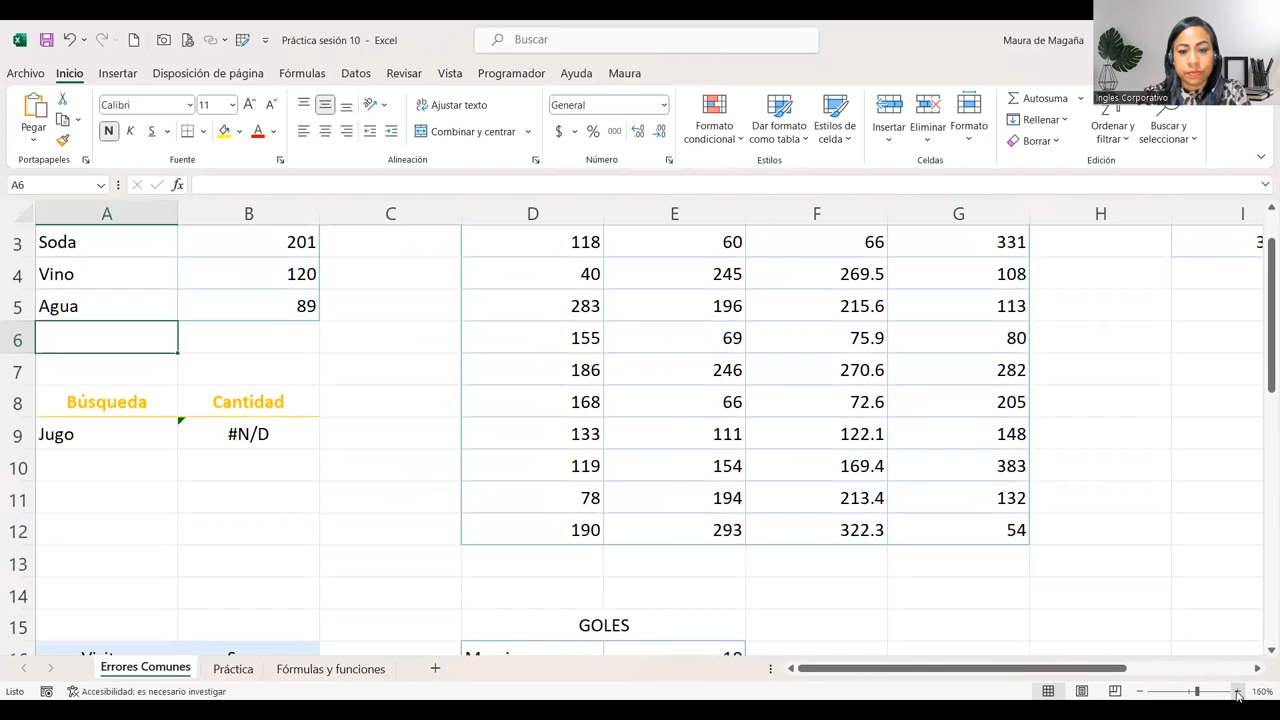 Práctica sesión 10 - Excel
Buscar
Maura de Magaña
Ingles Corporativo
Archivo Inicio Insertar Disposición de página Fórmulas Datos Revisar Vista Programador Ayuda Maura
Pegar
Portapapeles
Calibri 11
N K S
Fuente
Ajustar texto
Combinar y centrar
Alineación
General
$ % 000
Número
Formato condicional
Dar formato como tabla
Estilos de celda
Estilos
Insertar Eliminar Formato
Celdas
Autosuma
Rellenar
Borrar
Ordenar y filtrar
Buscar y seleccionar
Edición
A6 fx
A B C D E F G H I
3 Soda 201 118 60 66 331
4 Vino 120 40 245 269.5 108
5 Agua 89 283 196 215.6 113
6 155 69 75.9 80
7 186 246 270.6 282
8 Búsqueda Cantidad 168 66 72.6 205
9 Jugo #N/D 133 111 122.1 148
10 119 154 169.4 383
11 78 194 213.4 132
12 190 293 322.3 54
13
14
15 GOLES
Errores Comunes Práctica Fórmulas y funciones
Listo Accesibilidad: es necesario investigar 160%